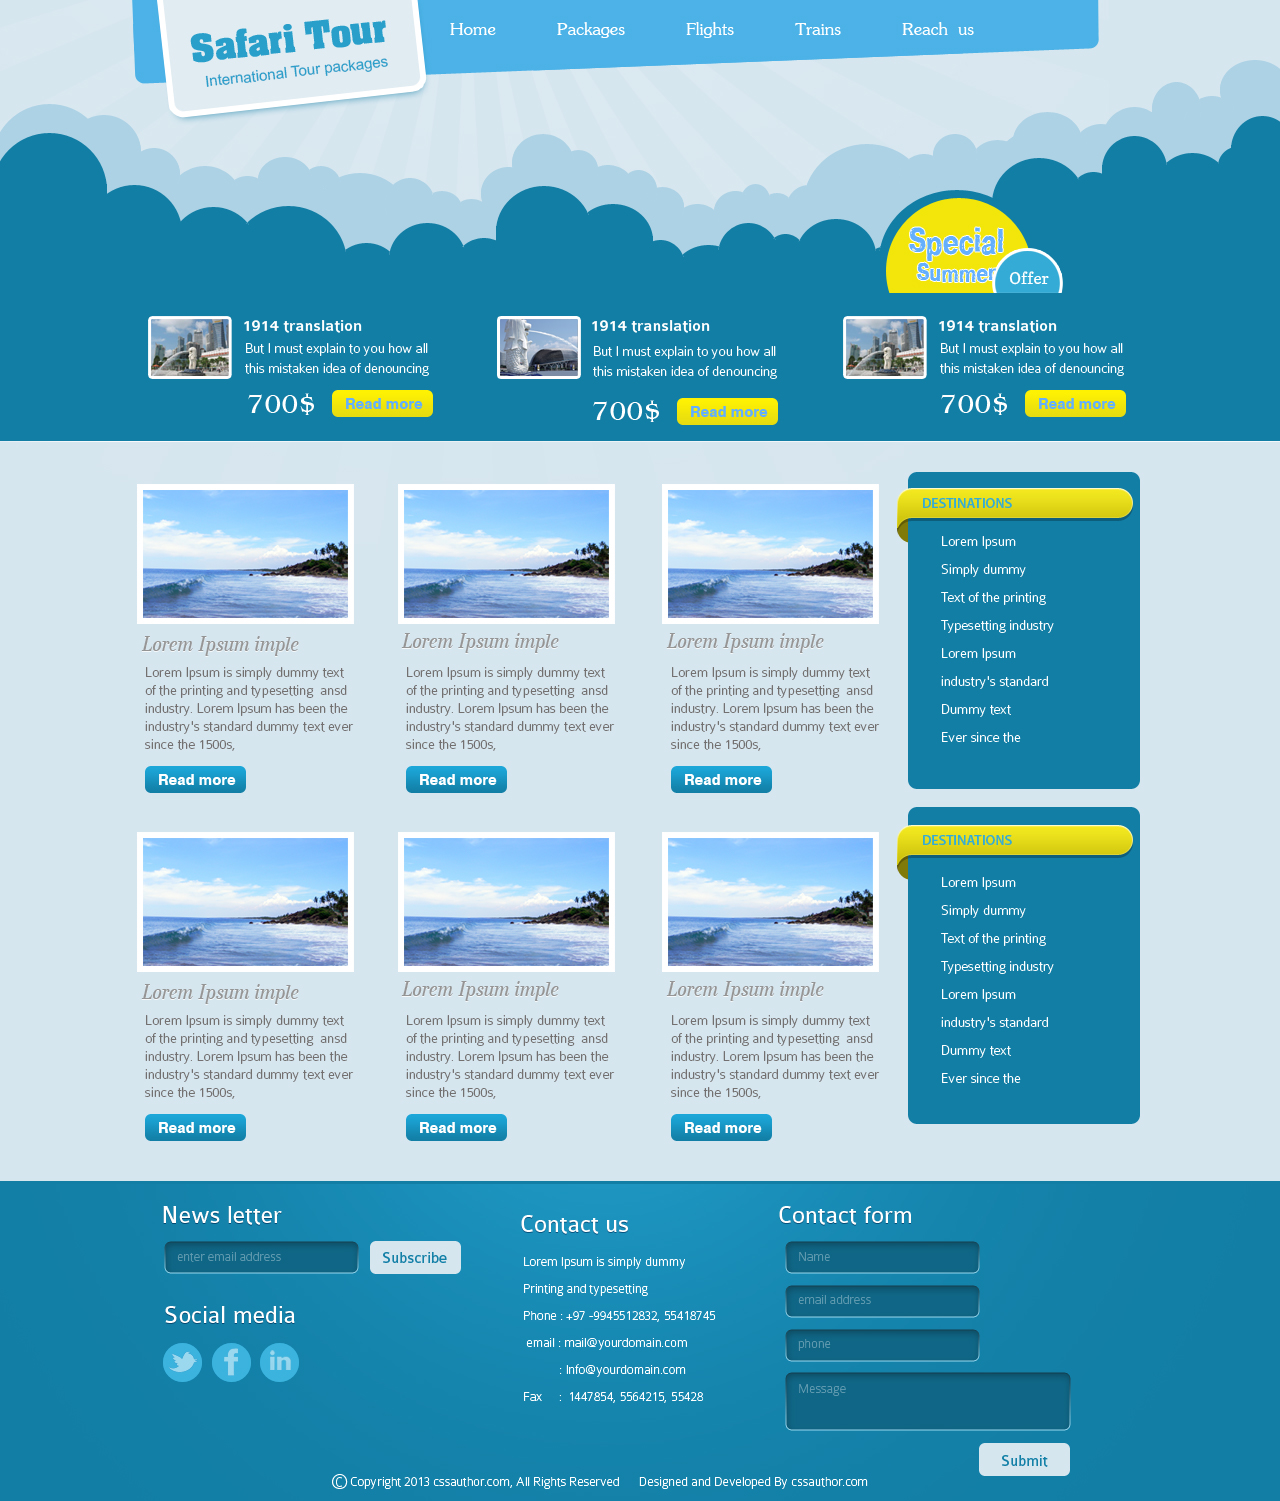 Safari Tour
International Tour packages
Home Packages Flights Trains Reach us
Special
Summer
Offer
1914 translation
But I must explain to you how all
this mistaken idea of denouncing
700$ Read more
1914 translation
But I must explain to you how all
this mistaken idea of denouncing
700$ Read more
1914 translation
But I must explain to you how all
this mistaken idea of denouncing
700$ Read more
Lorem Ipsum imple
Lorem Ipsum is simply dummy text
of the printing and typesetting ansd
industry. Lorem Ipsum has been the
industry's standard dummy text ever
since the 1500s,
Read more
Lorem Ipsum imple
Lorem Ipsum is simply dummy text
of the printing and typesetting ansd
industry. Lorem Ipsum has been the
industry's standard dummy text ever
since the 1500s,
Read more
Lorem Ipsum imple
Lorem Ipsum is simply dummy text
of the printing and typesetting ansd
industry. Lorem Ipsum has been the
industry's standard dummy text ever
since the 1500s,
Read more
DESTINATIONS
Lorem Ipsum
Simply dummy
Text of the printing
Typesetting industry
Lorem Ipsum
industry's standard
Dummy text
Ever since the
Lorem Ipsum imple
Lorem Ipsum is simply dummy text
of the printing and typesetting ansd
industry. Lorem Ipsum has been the
industry's standard dummy text ever
since the 1500s,
Read more
Lorem Ipsum imple
Lorem Ipsum is simply dummy text
of the printing and typesetting ansd
industry. Lorem Ipsum has been the
industry's standard dummy text ever
since the 1500s,
Read more
Lorem Ipsum imple
Lorem Ipsum is simply dummy text
of the printing and typesetting ansd
industry. Lorem Ipsum has been the
industry's standard dummy text ever
since the 1500s,
Read more
DESTINATIONS
Lorem Ipsum
Simply dummy
Text of the printing
Typesetting industry
Lorem Ipsum
industry's standard
Dummy text
Ever since the
News letter
enter email address
Subscribe
Social media
f in
Contact us
Lorem Ipsum is simply dummy
Printing and typesetting
Phone : +97 -9945512832, 55418745
email : mail@yourdomain.com
: Info@yourdomain.com
Fax : 1447854, 5564215, 55428
Contact form
Name
email address
phone
Message
Submit
© Copyright 2013 cssauthor.com, All Rights Reserved Designed and Developed By cssauthor.com